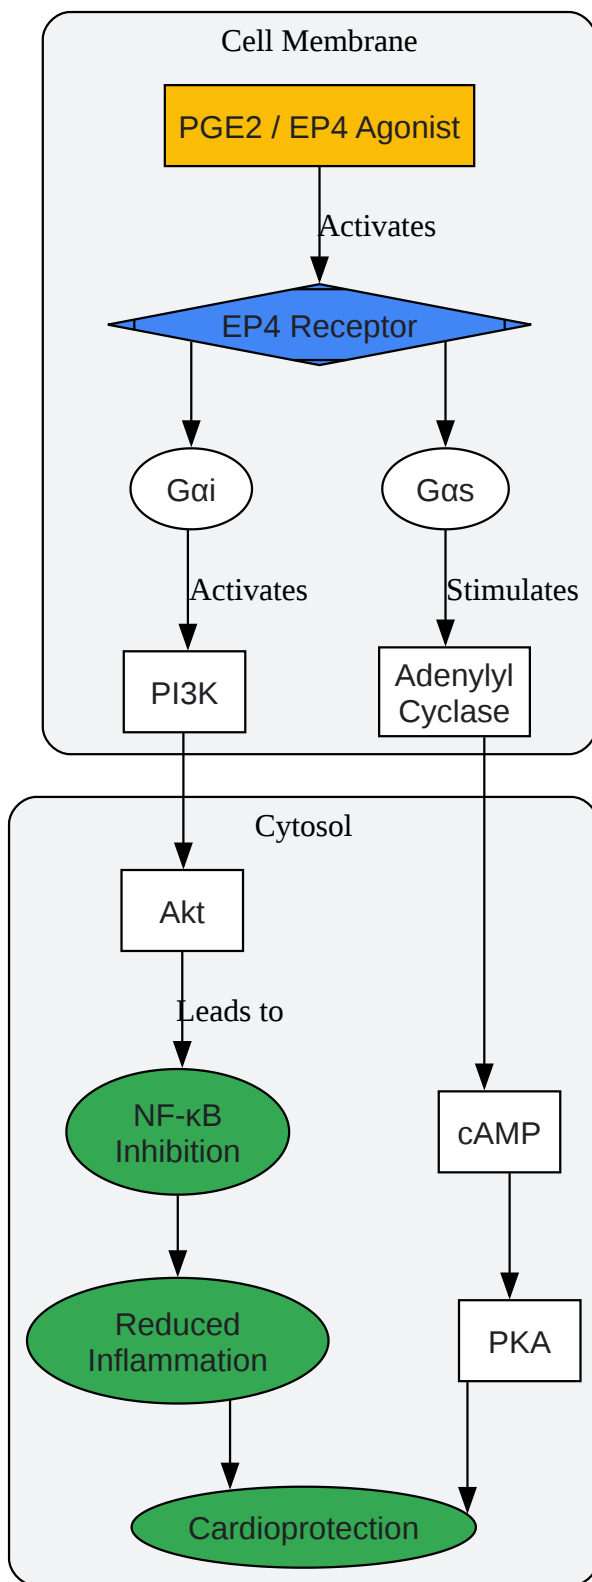 Cell Membrane
PGE2 / EP4 Agonist
Activates
EP4 Receptor
Gαi
Gαs
Activates
Stimulates
PI3K
Adenylyl
Cyclase
Cytosol
Akt
Leads to
NF-κB
Inhibition
cAMP
Reduced
Inflammation
PKA
Cardioprotection